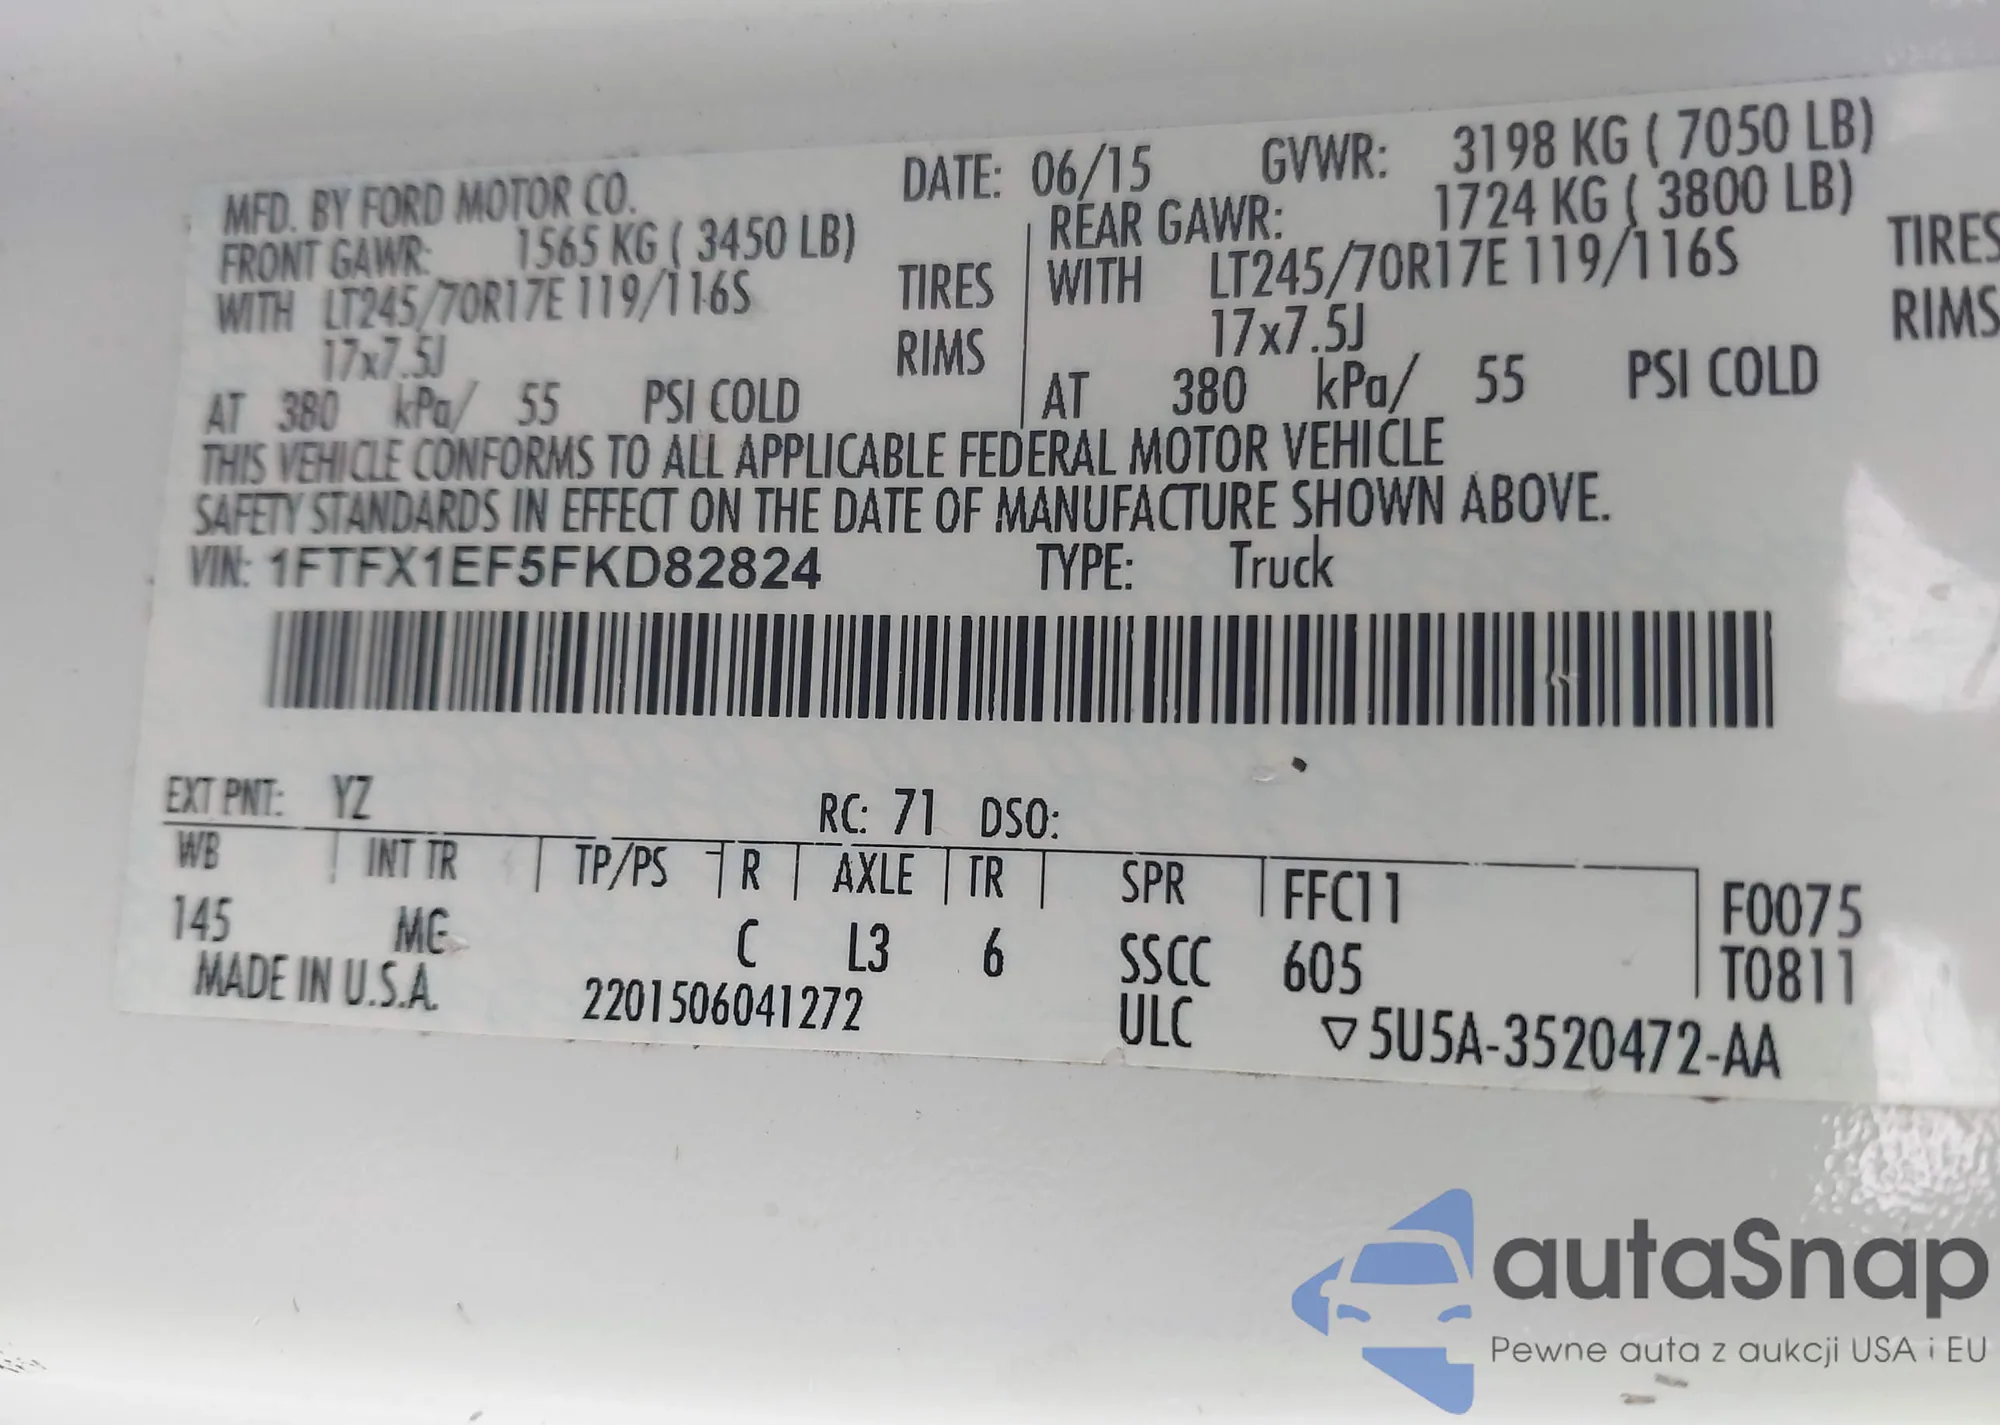 MFD. BY FORD MOTOR CO. DATE: 06/15 GVWR: 3198 KG ( 7050 LB)
FRONT GAWR: 1565 KG ( 3450 LB) REAR GAWR: 1724 KG ( 3800 LB)
WITH LT245/70R17E 119/116S TIRES WITH LT245/70R17E 119/116S TIRES
17x7.5J RIMS 17x7.5J RIMS
AT 380 kPa/ 55 PSI COLD AT 380 kPa/ 55 PSI COLD
THIS VEHICLE CONFORMS TO ALL APPLICABLE FEDERAL MOTOR VEHICLE
SAFETY STANDARDS IN EFFECT ON THE DATE OF MANUFACTURE SHOWN ABOVE.
VIN: 1FTFX1EF5FKD82824 TYPE: Truck
EXT PNT: YZ RC: 71 DSO:
WB INT TR TP/PS R AXLE TR SPR FFC11 F0075
145 MG C L3 6 SSCC 605 T0811
MADE IN U.S.A. 2201506041272 ULC ▽5U5A-3520472-AA
autaSnap
Pewne auta z aukcji USA i EU